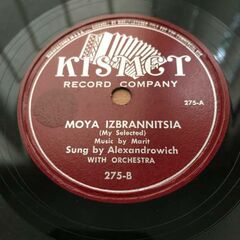 KISMET
RECORD COMPANY
275-A
MOYA IZBRANNITSIA
(My Selected)
Music by Marit
Sung by Alexandrowich
WITH ORCHESTRA
275-B